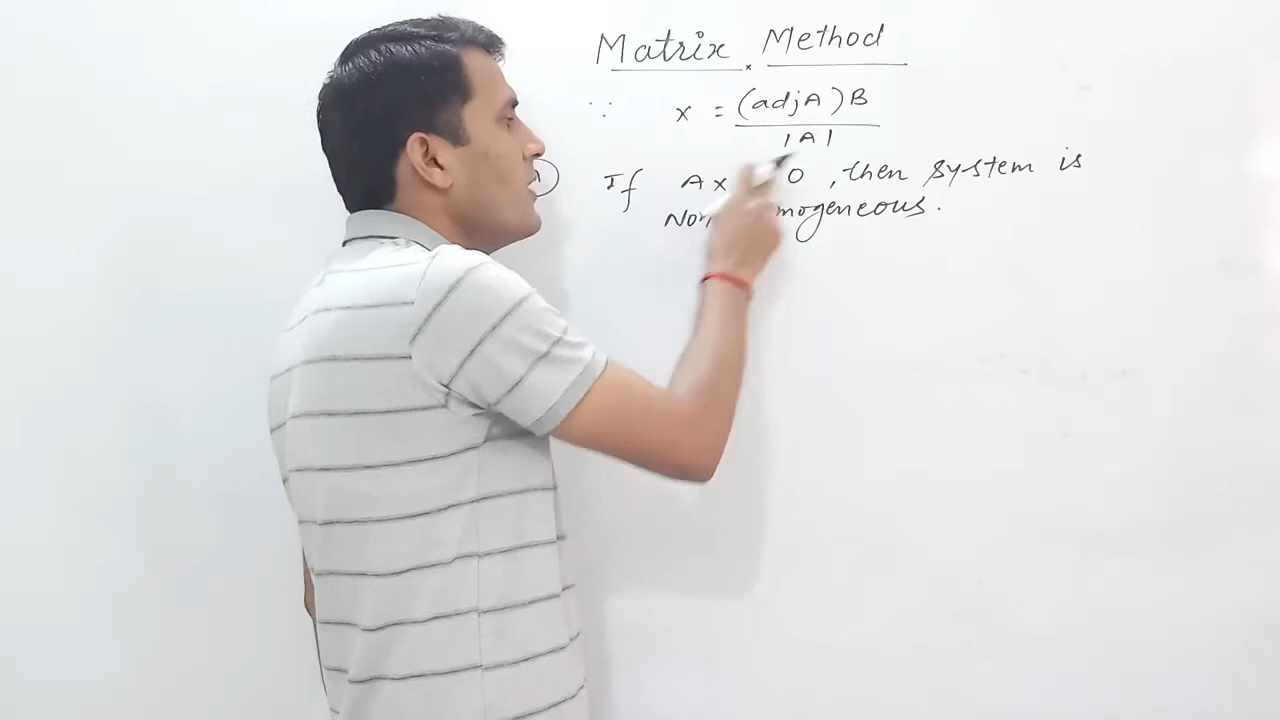 Matrix Method
∵ x = (adjA)B
|A|
If Ax 0, then system is
Non mogeneous.